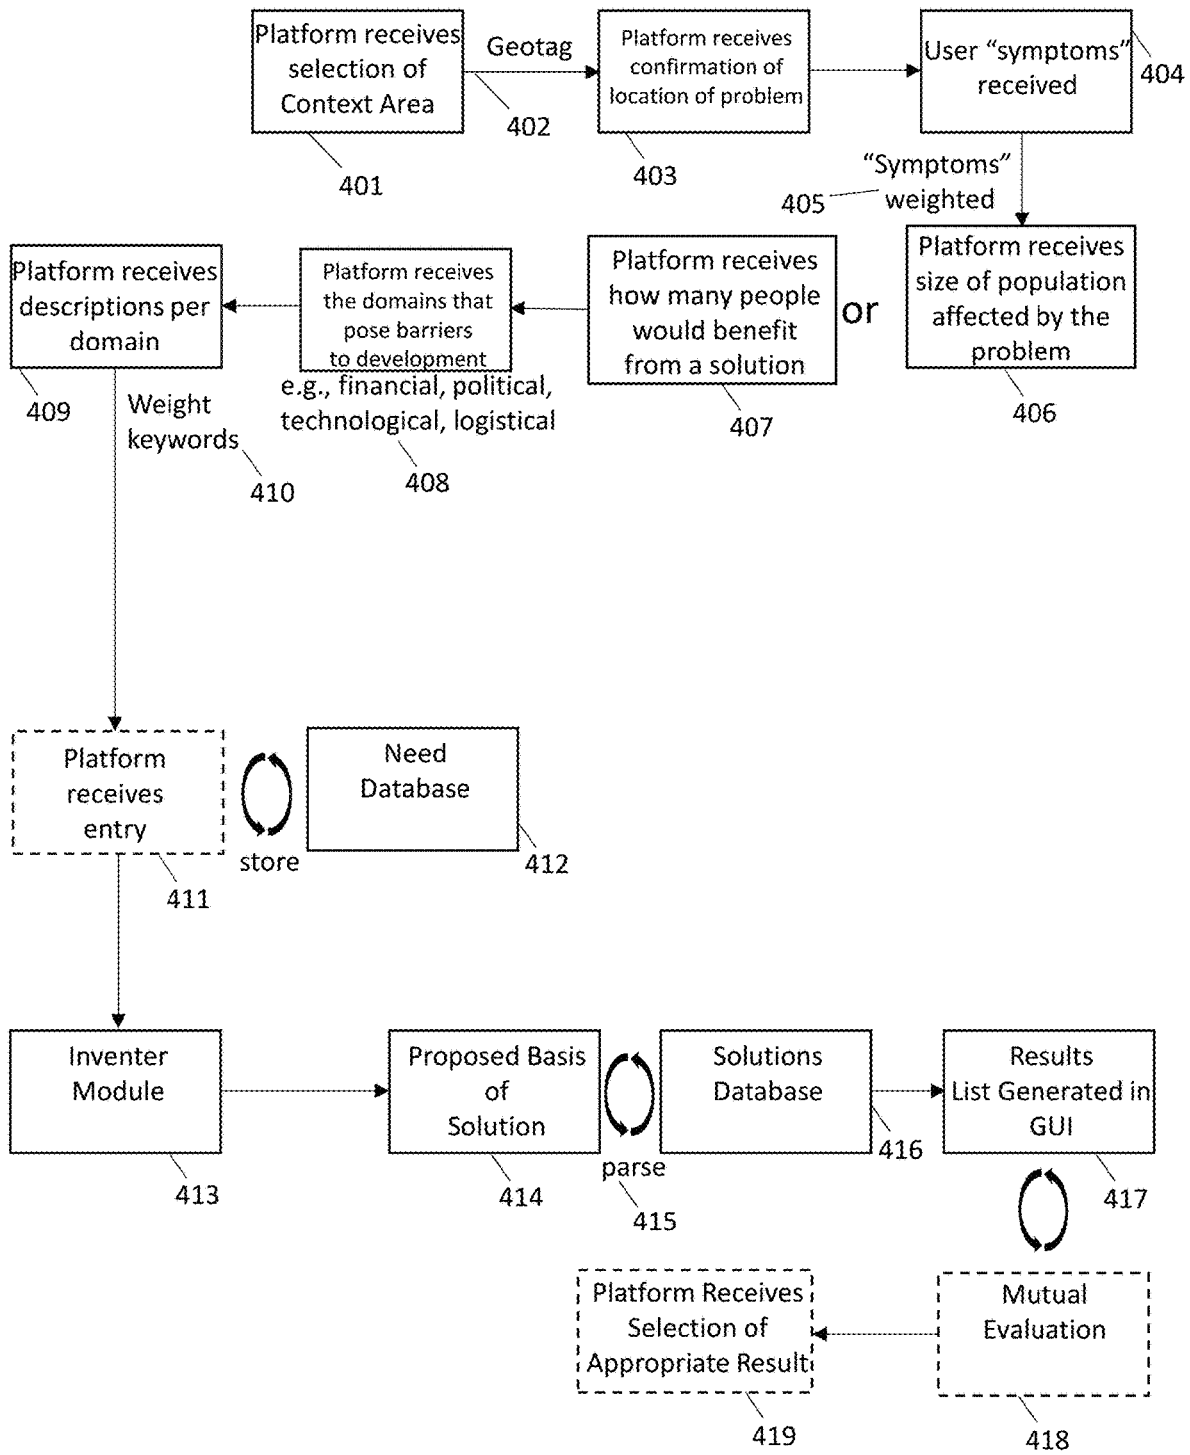 Platform receives
selection of
Context Area
401
Geotag
402
Platform receives
confirmation of
location of problem
403
User “symptoms”
received
404
“Symptoms”
weighted
405
Platform receives
size of population
affected by the
problem
406
or
Platform receives
how many people
would benefit
from a solution
407
Platform receives
the domains that
pose barriers
to development
e.g., financial, political,
technological, logistical
408
Platform receives
descriptions per
domain
409
Weight
keywords
410
Platform
receives
entry
411
store
Need
Database
412
Inventer
Module
413
Proposed Basis
of
Solution
414
parse
415
Solutions
Database
416
Results
List Generated in
GUI
417
Mutual
Evaluation
418
Platform Receives
Selection of
Appropriate Result
419